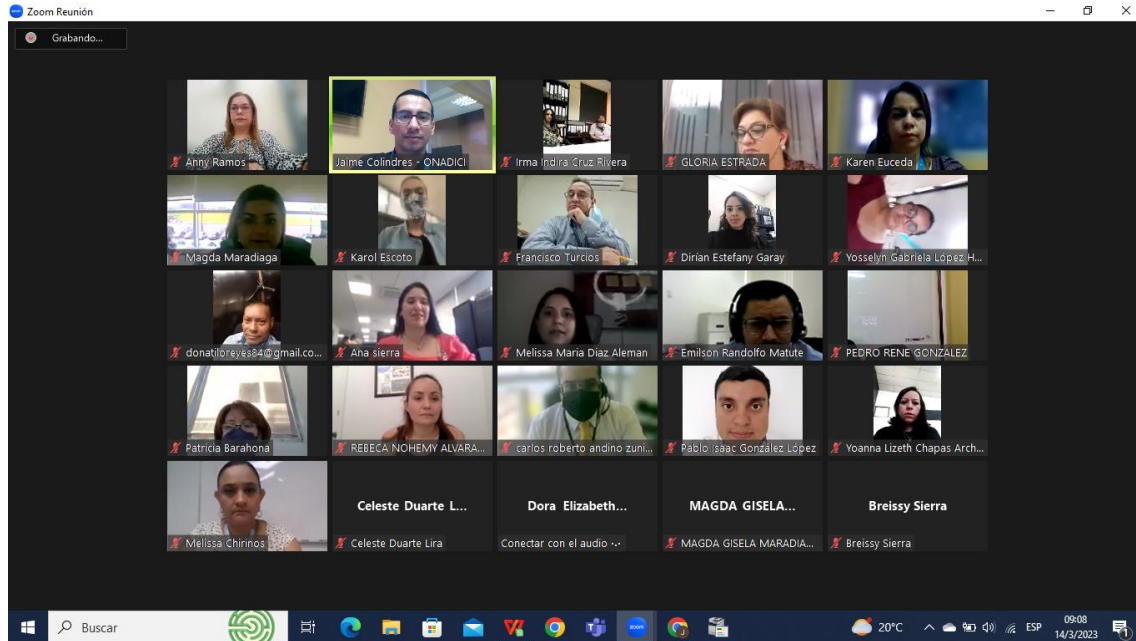 Zoom Reunión
Grabando...
Anny Ramos
Jaime Colindres - ONADICI
Irma Indira Cruz Rivera
GLORIA ESTRADA
Karen Euceda
Magda Maradiaga
Karol Escoto
Francisco Turcios
Dirían Estefany Garay
Yosselyn Gabriela López H...
donatiloreyes84@gmail.co...
Ana sierra
Melissa Maria Diaz Aleman
Emilson Randolfo Matute
PEDRO RENE GONZALEZ
Patricia Barahona
REBECA NOHEMY ALVARA...
carlos roberto andino zuni...
Pablo Isaac González López
Yoanna Lizeth Chapas Arch...
Melissa Chirinos
Celeste Duarte L...
Celeste Duarte Lira
Dora Elizabeth...
Conectar con el audio
MAGDA GISELA...
MAGDA GISELA MARADIA...
Breissy Sierra
Breissy Sierra
Buscar
zoom
20°C
ESP
09:08
14/3/2023